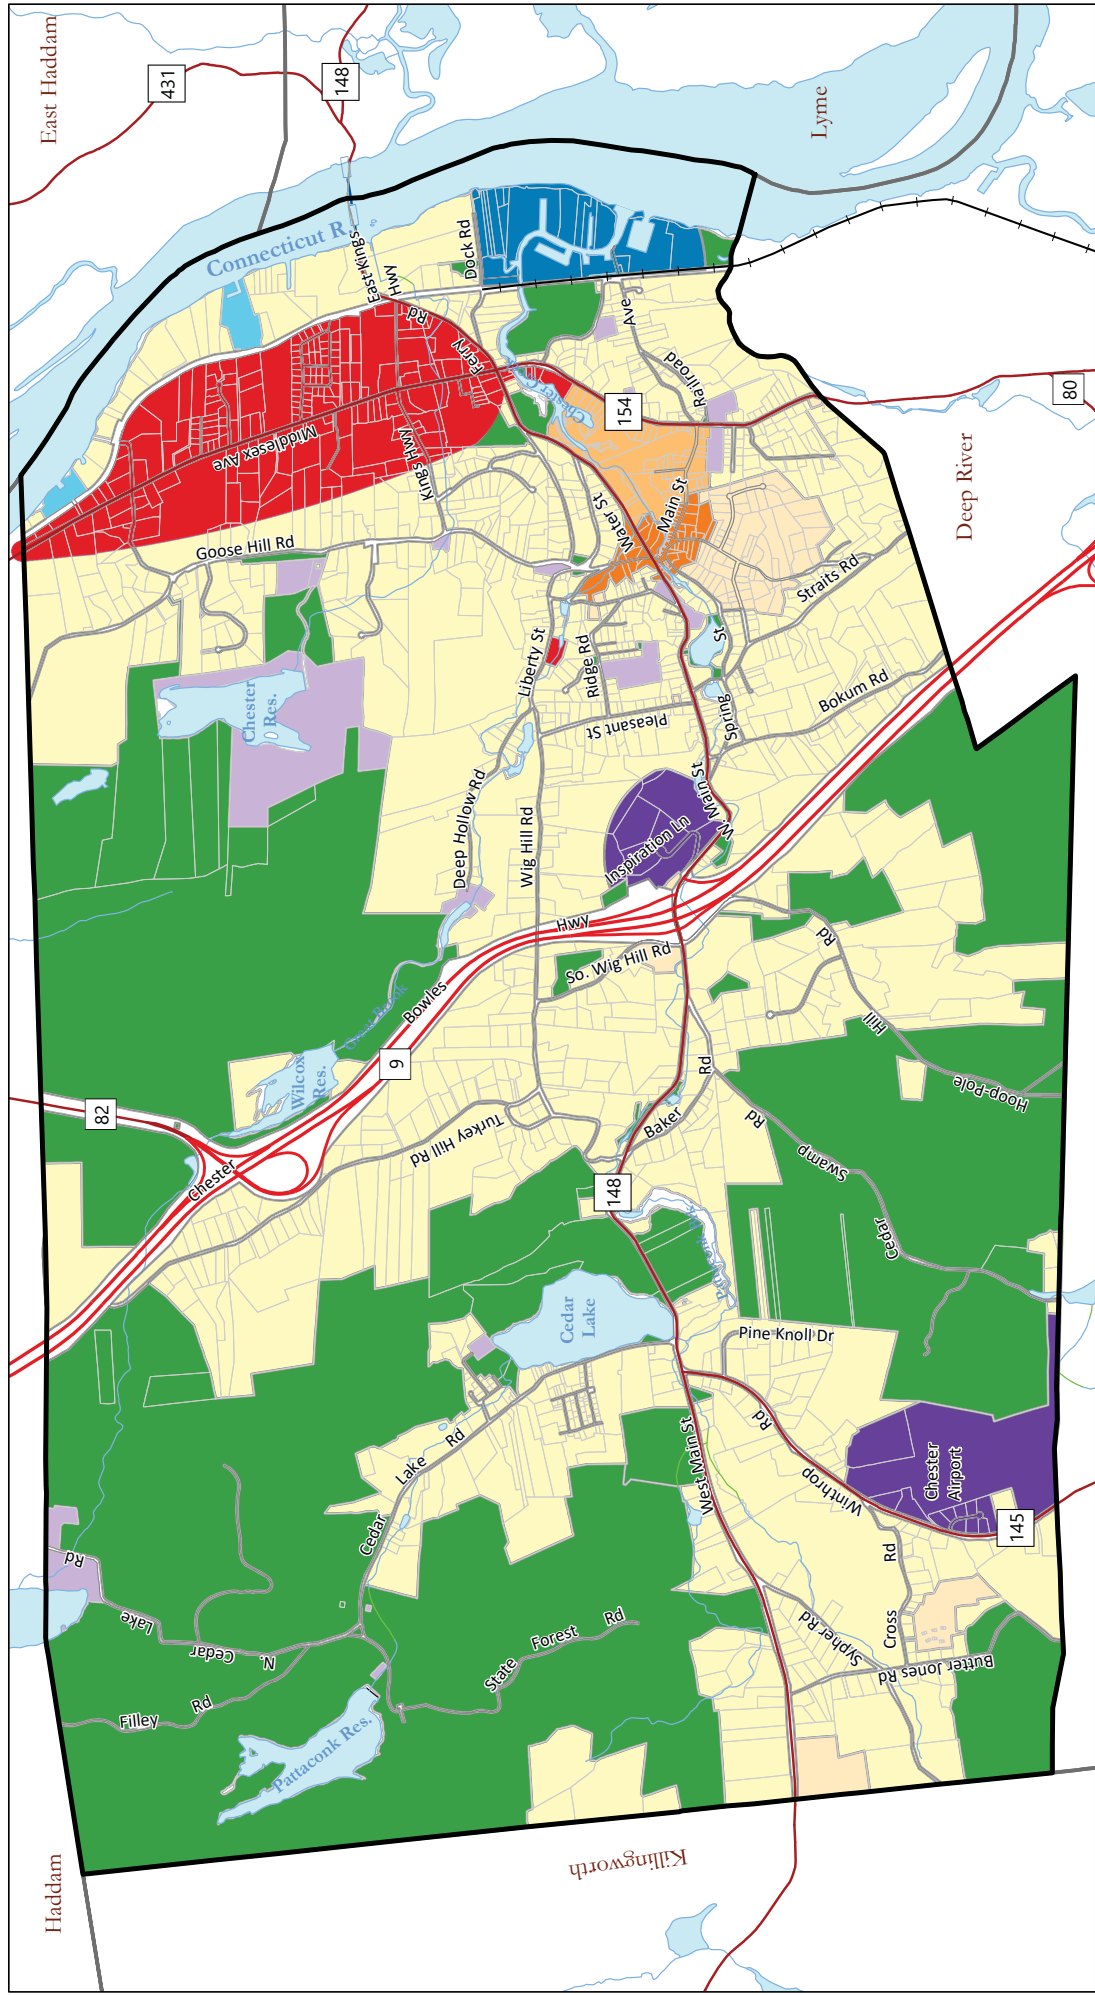 East Haddam
431
148
Lyme
Connecticut R.
East Kings
Hwy
Dock Rd
Ferry
Rd
Middlesex Ave
Kings Hwy
Chester Creek
Ave
Railroad
154
80
Deep River
Goose Hill Rd
Water St
Main St
Straits Rd
Chester
Res.
Liberty St
Ridge Rd
Pleasant St
St
Spring
Bokum Rd
Deep Hollow Rd
Wig Hill Rd
Inspiration Ln
W. Main St
Hwy
So. Wig Hill Rd
Bowles
Great Brook
9
Wilcox
Res.
82
Chester
Turkey Hill Rd
Baker
Rd
Rd
Hill
Hoop-Pole
Rd
Swamp
Cedar
148
Cedar
Lake
Pine Knoll Dr
West Main St
Rd
Winthrop
Chester
Airport
145
Rd
Cross
Sypher Rd
Butter Jones Rd
Cedar
Lake
Rd
Rd
Lake
Cedar
N.
Filley
Rd
State
Forest
Rd
Pattaconk Res.
Haddam
Killingworth